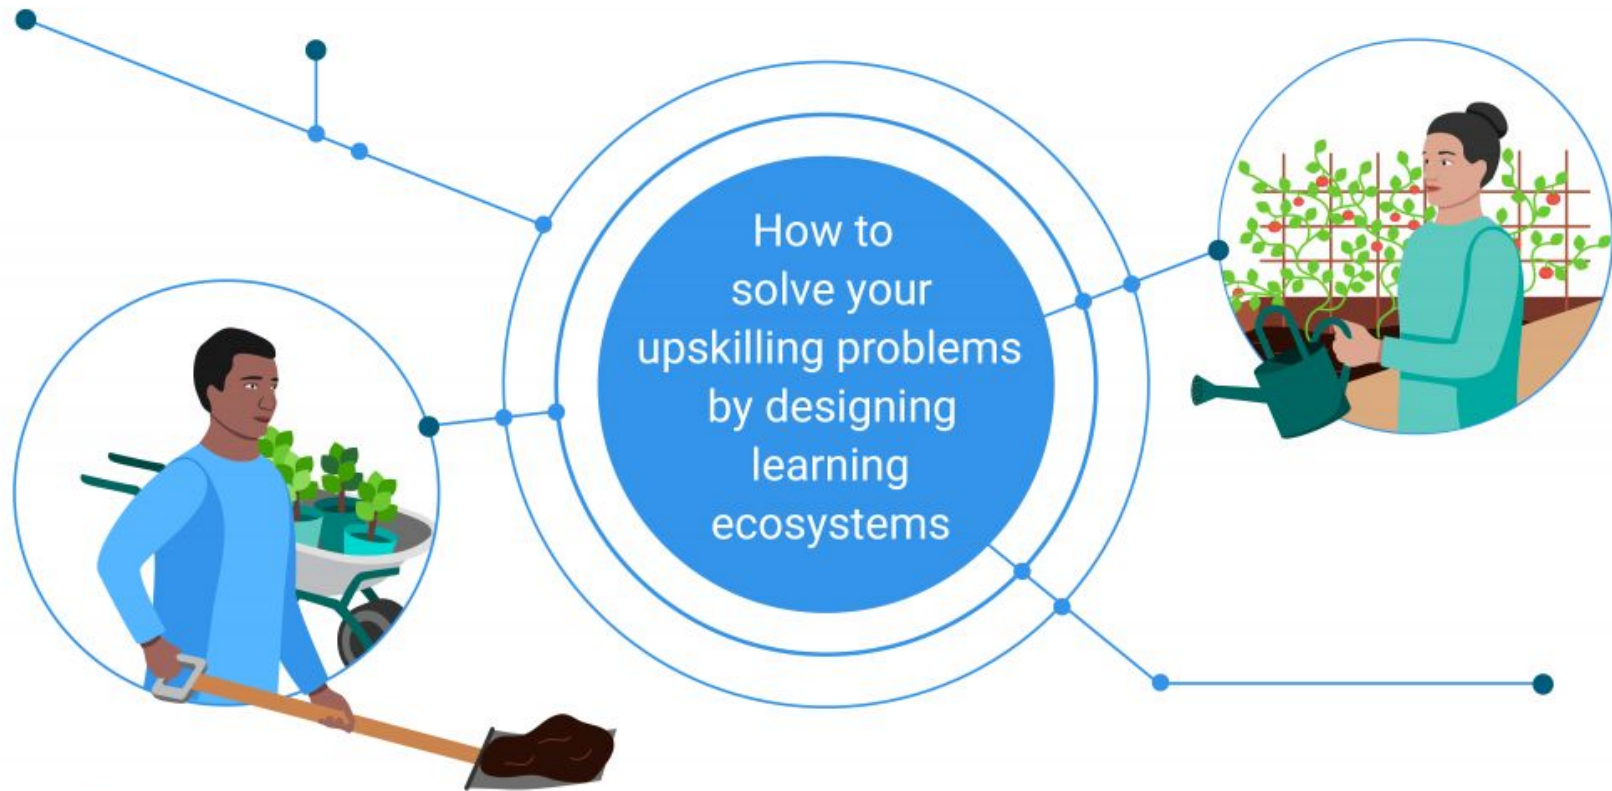 How to
solve your
upskilling problems
by designing
learning
ecosystems